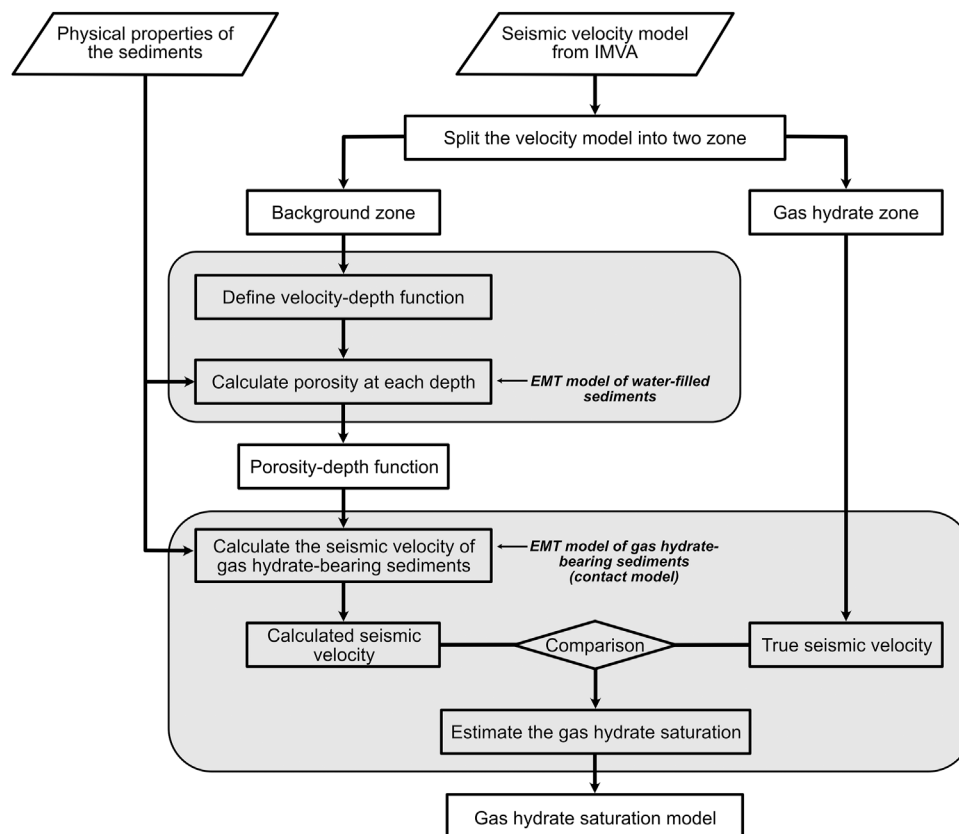 Physical properties of
the sediments
Seismic velocity model
from IMVA
Split the velocity model into two zone
Background zone
Gas hydrate zone
Define velocity-depth function
Calculate porosity at each depth
EMT model of water-filled
sediments
Porosity-depth function
Calculate the seismic velocity of
gas hydrate-bearing sediments
EMT model of gas hydrate-
bearing sediments
(contact model)
Calculated seismic
velocity
Comparison
True seismic velocity
Estimate the gas hydrate saturation
Gas hydrate saturation model